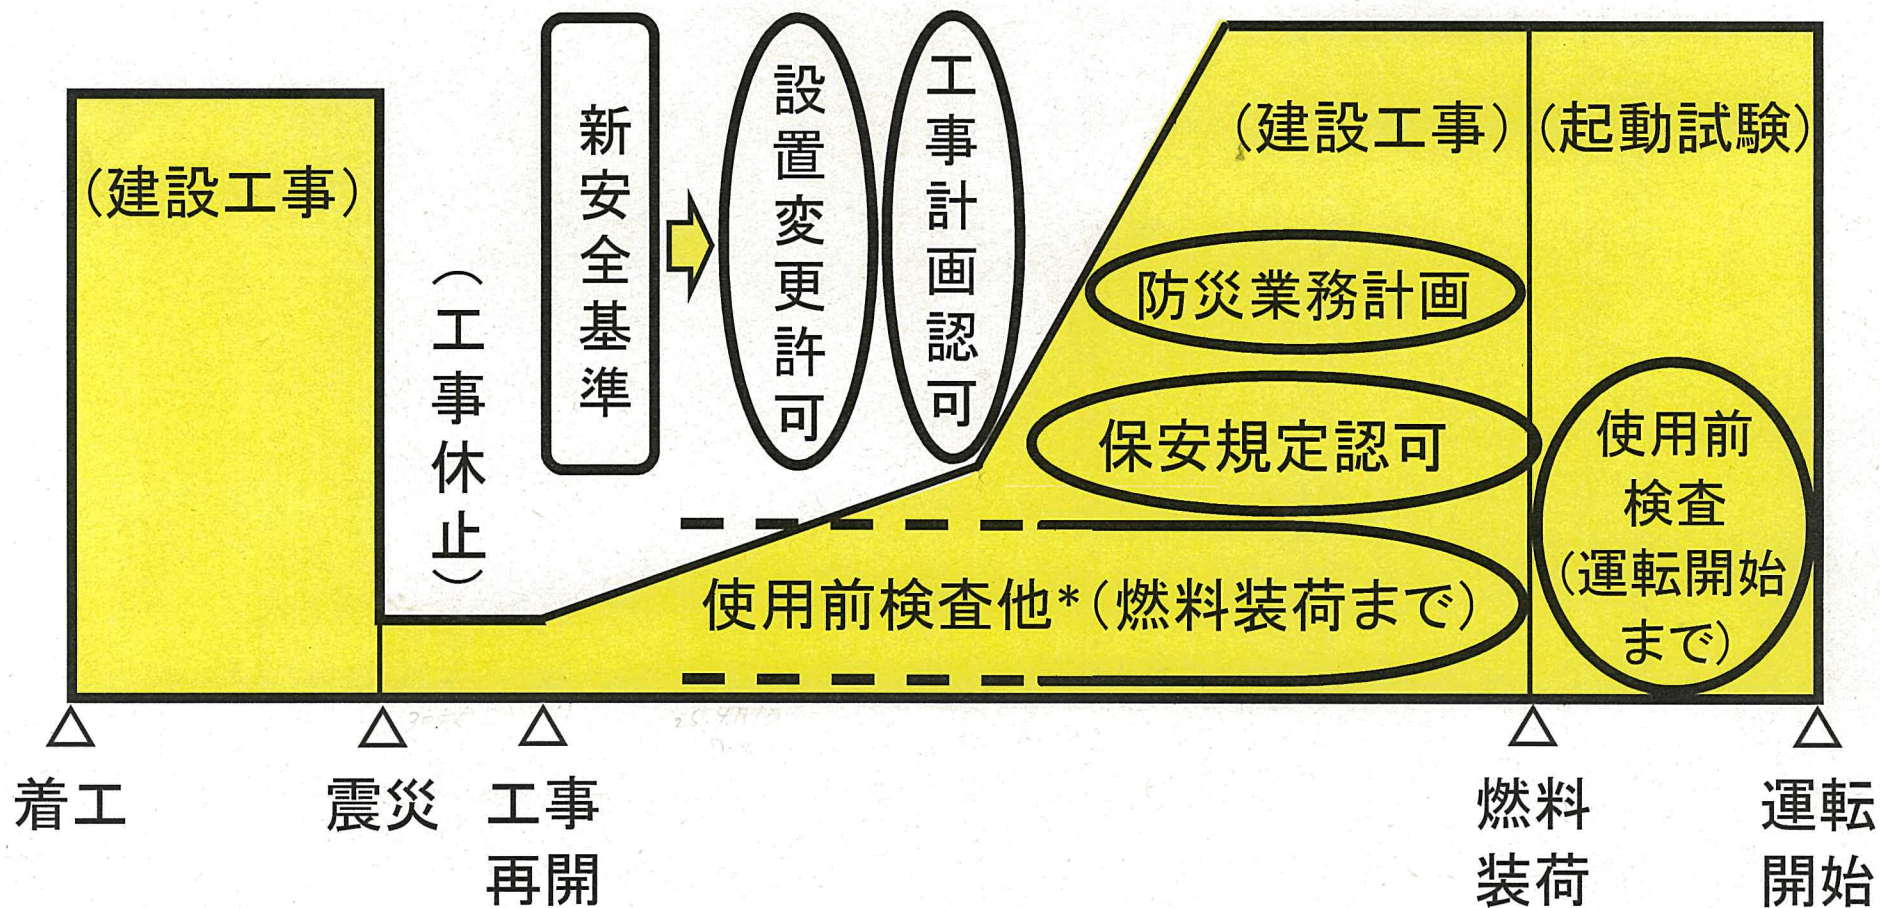 (建設工事)
(工事休止)
新安全基準
設置変更許可
工事計画認可
(建設工事)
(起動試験)
防災業務計画
保安規定認可
使用前検査他*(燃料装荷まで)
使用前
検査
(運転開始
まで)
△
△
△
△
△
着工
震災
工事
再開
燃料
装荷
運転
開始